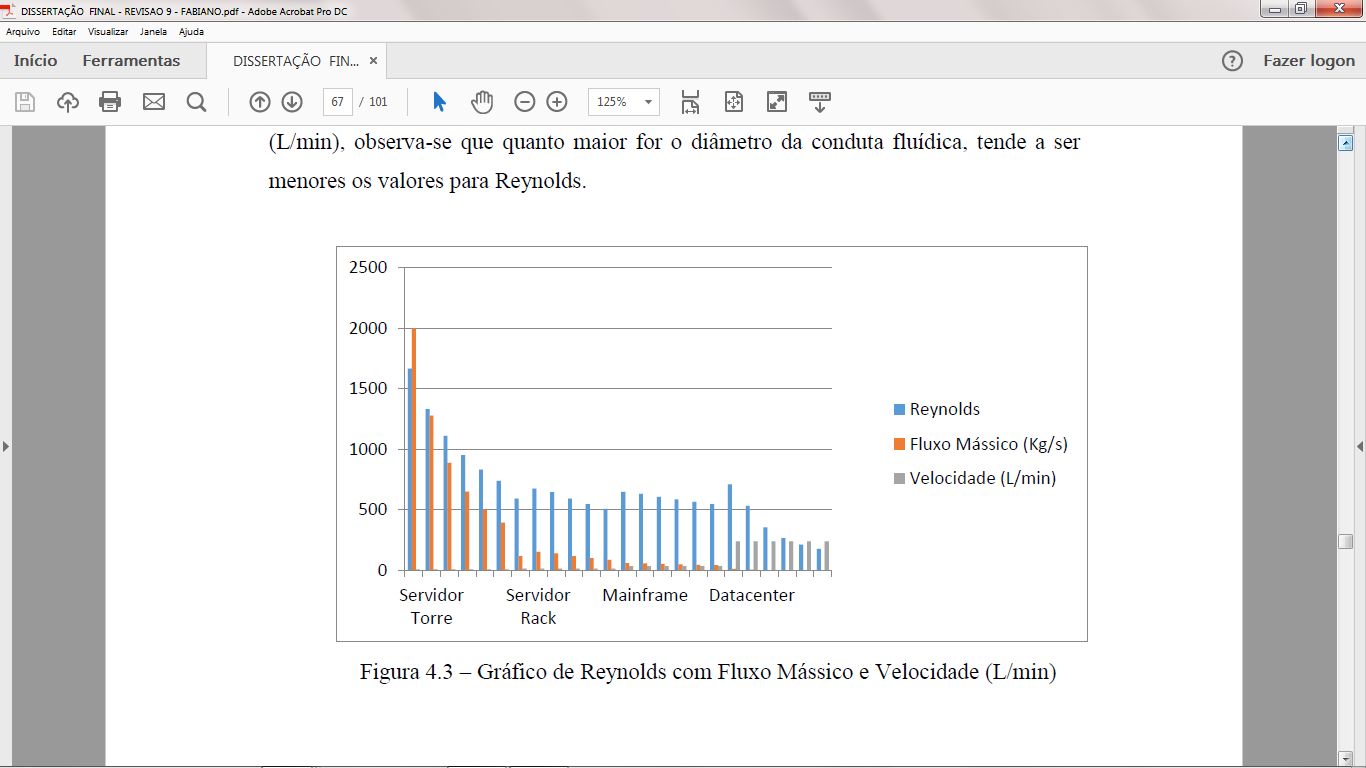 DISSERTAÇÃO  FINAL - REVISAO 9 - FABIANO.pdf - Adobe Acrobat Pro DC
Arquivo Editar Visualizar Janela Ajuda
Início Ferramentas DISSERTAÇÃO  FIN... × ? Fazer logon
67 / 101 125%
(L/min), observa-se que quanto maior for o diâmetro da conduta fluídica, tende a ser
menores os valores para Reynolds.
2500
2000
1500
1000
500
0
Servidor Torre
Servidor Rack
Mainframe
Datacenter
Reynolds
Fluxo Mássico (Kg/s)
Velocidade (L/min)
Figura 4.3 – Gráfico de Reynolds com Fluxo Mássico e Velocidade (L/min)